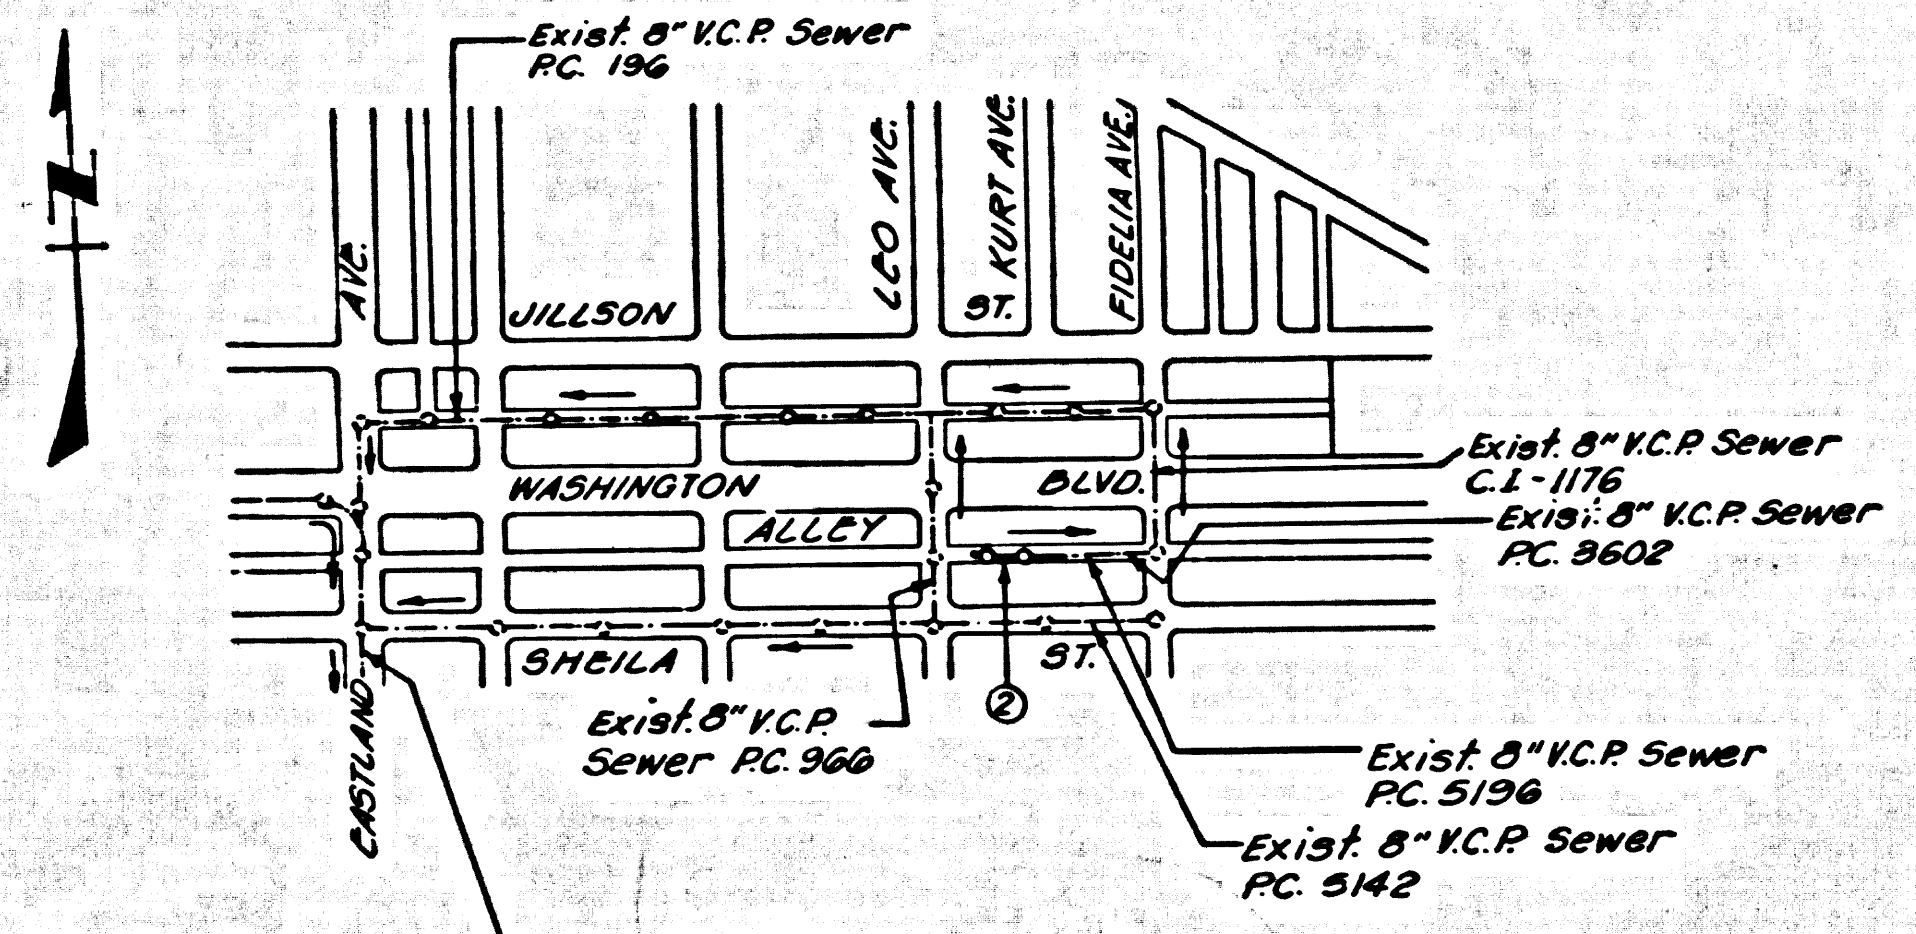 Exist. 8" V.C.P. Sewer
P.C. 196
N
AVE.
LEO AVE.
KURT AVE.
FIDELIA AVE.
JILLSON ST.
WASHINGTON BLVD.
ALLEY
SHEILA ST.
EASTLAND
Exist. 8" V.C.P. Sewer
C.I-1176
Exist. 8" V.C.P. Sewer
P.C. 3602
Exist. 8" V.C.P.
Sewer P.C. 966
2
Exist. 8" V.C.P. Sewer
P.C. 5196
Exist. 8" V.C.P. Sewer
P.C. 5142